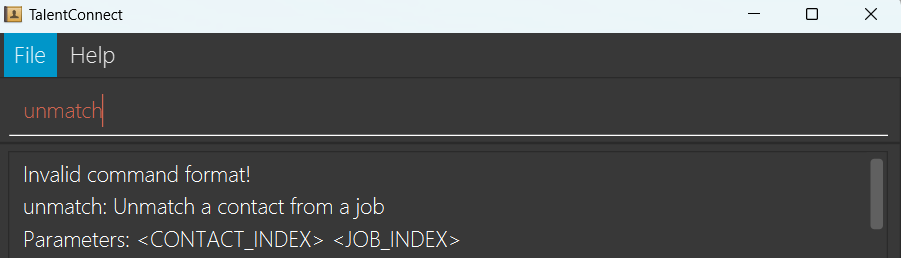 TalentConnect
File Help
unmatch
Invalid command format!
unmatch: Unmatch a contact from a job
Parameters: <CONTACT_INDEX> <JOB_INDEX>